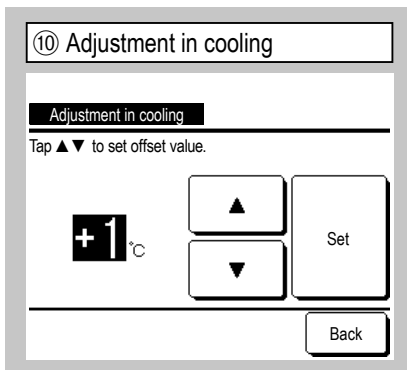 ⑩ Adjustment in cooling
Adjustment in cooling
Tap ▲▼ to set offset value.
▲
+1°C
Set
▼
Back